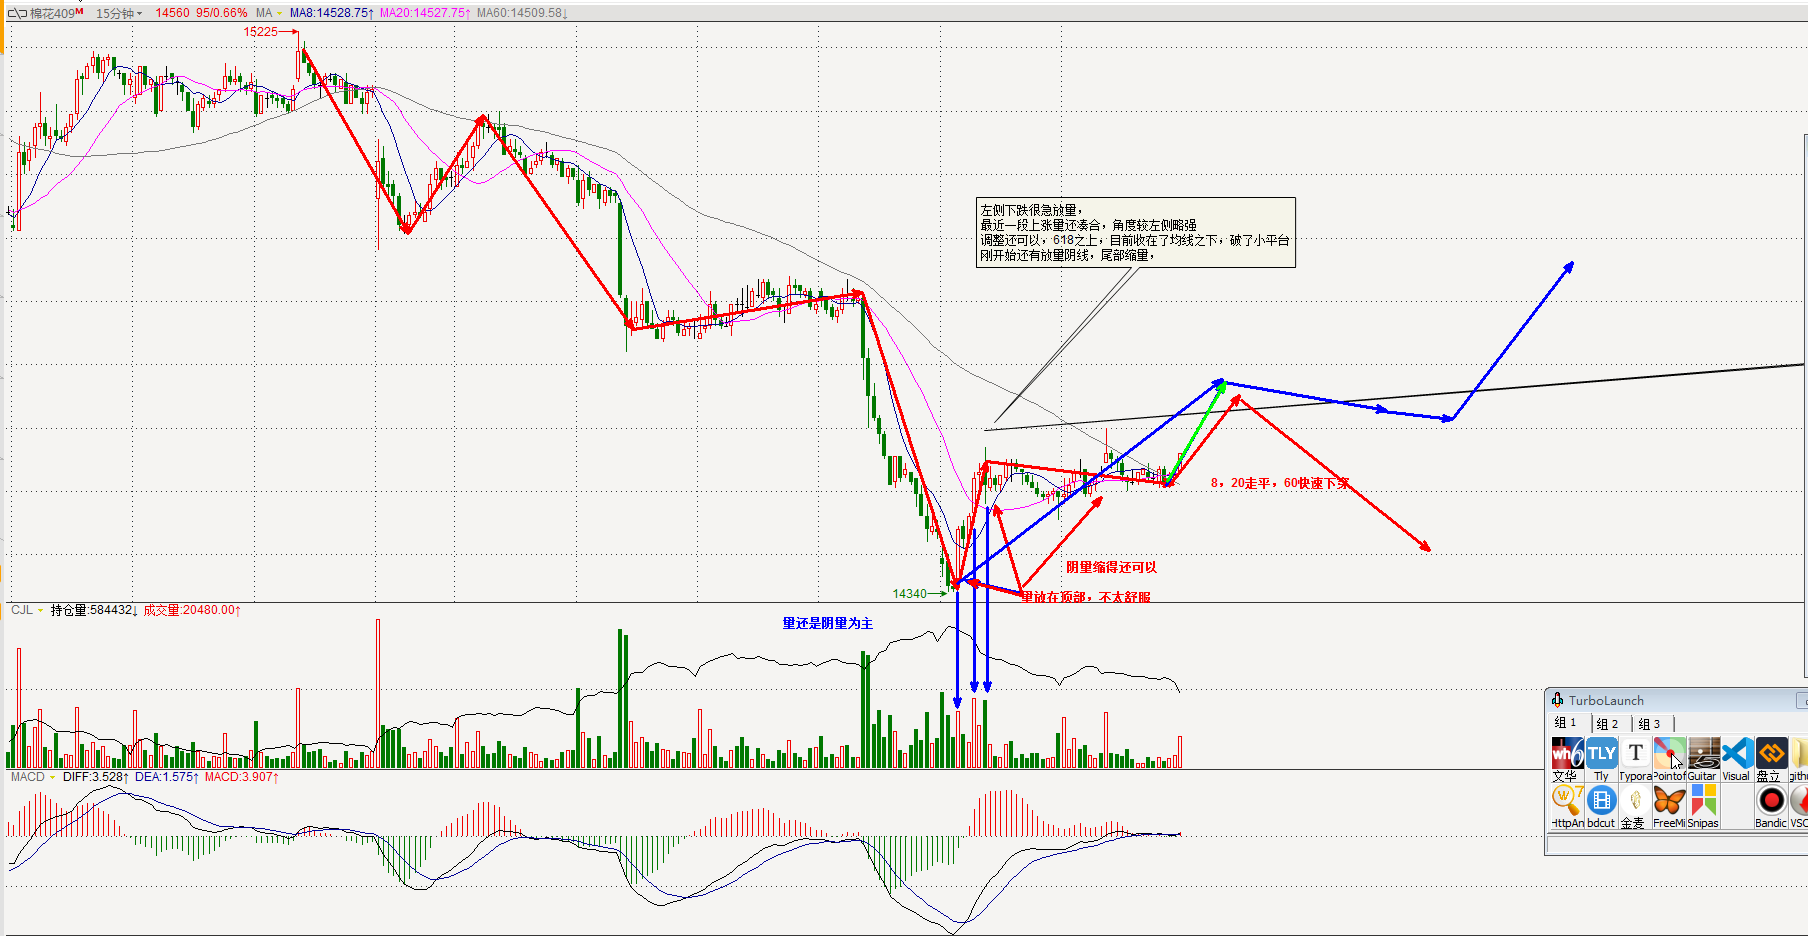 棉花409M 15分钟 14560 95/0.66% MA MA8:14528.75↑ MA20:14527.75↑ MA60:14509.58↓
15225
左侧下跌很急放量，
最近一段上涨量还凑合，角度较左侧略强
调整还可以，618之上，目前收在了均线之下，破了小平台
刚开始还有放量阴线，尾部缩量，
8，20走平，60快速下穿
阴量缩得还可以
14340
量放在顶部，不太舒服
CJL 持仓量:584432↓ 成交量:20480.00↑
量还是阴量为主
TurboLaunch
组 1 组 2 组 3
wh6 TLY T
文华 Tly Typora Pointof Guitar Visual 盘立 githu
HttpAn bdcut 金麦 FreeMi Snipas Bandic VSC
MACD DIFF:3.528↑ DEA:1.575↑ MACD:3.907↑